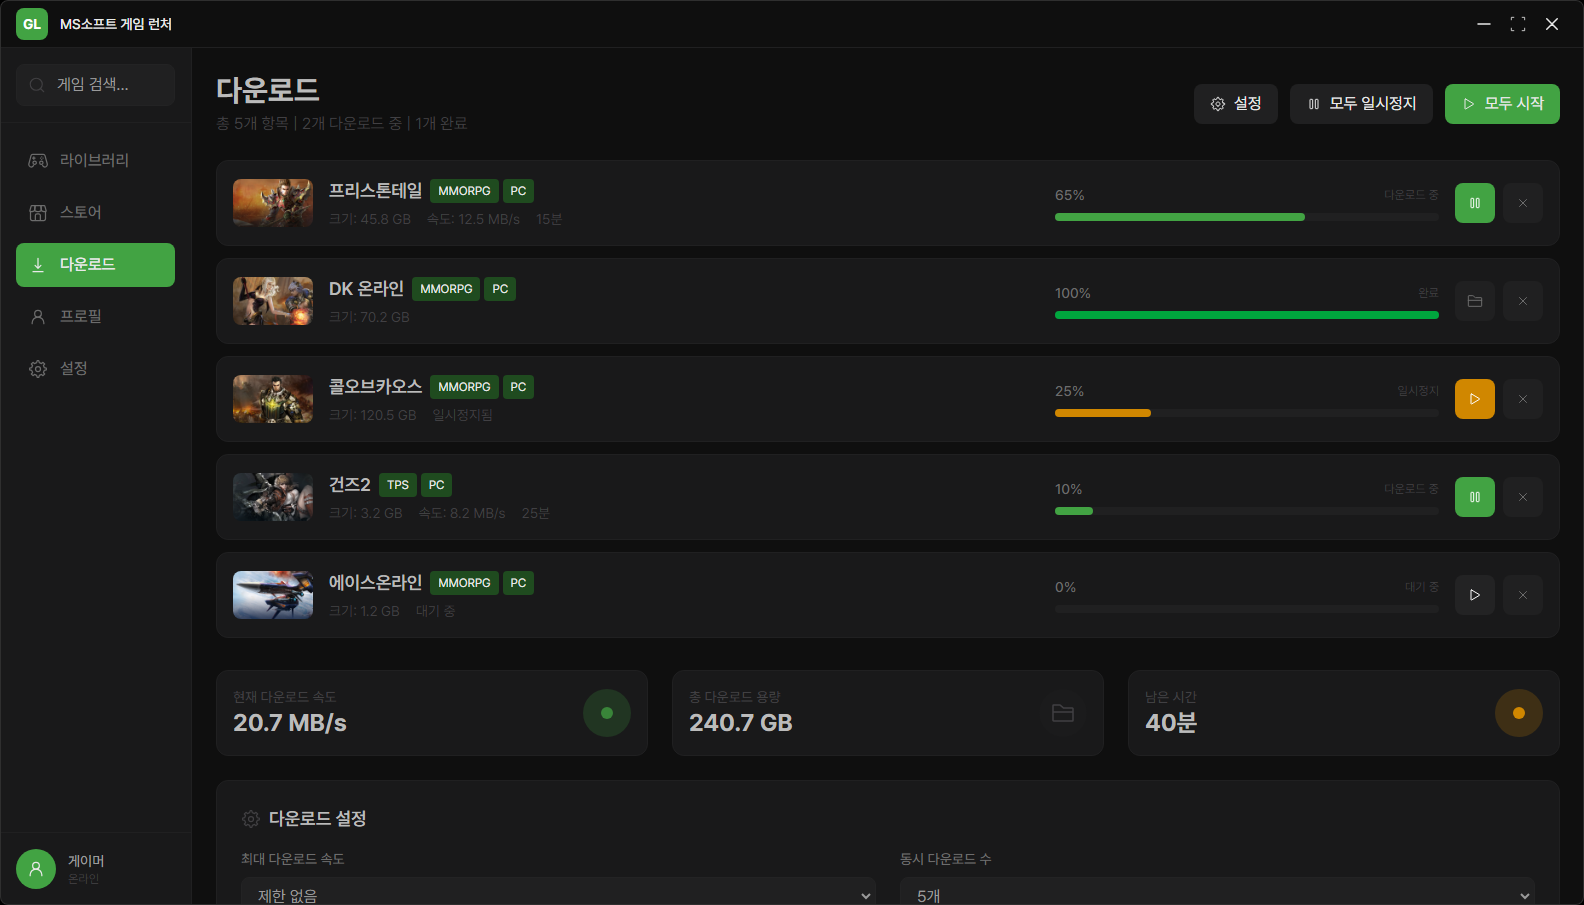 GL MS소프트 게임 런처
게임 검색...
라이브러리
스토어
다운로드
프로필
설정
게이머
온라인
다운로드
총 5개 항목 | 2개 다운로드 중 | 1개 완료
설정
모두 일시정지
모두 시작
프리스톤테일 MMORPG PC
크기: 45.8 GB 속도: 12.5 MB/s 15분
65% 다운로드 중
DK 온라인 MMORPG PC
크기: 70.2 GB
100% 완료
콜오브카오스 MMORPG PC
크기: 120.5 GB 일시정지됨
25% 일시정지
건즈2 TPS PC
크기: 3.2 GB 속도: 8.2 MB/s 25분
10% 다운로드 중
에이스온라인 MMORPG PC
크기: 1.2 GB 대기 중
0% 대기 중
현재 다운로드 속도
20.7 MB/s
총 다운로드 용량
240.7 GB
남은 시간
40분
다운로드 설정
최대 다운로드 속도
제한 없음
동시 다운로드 수
5개